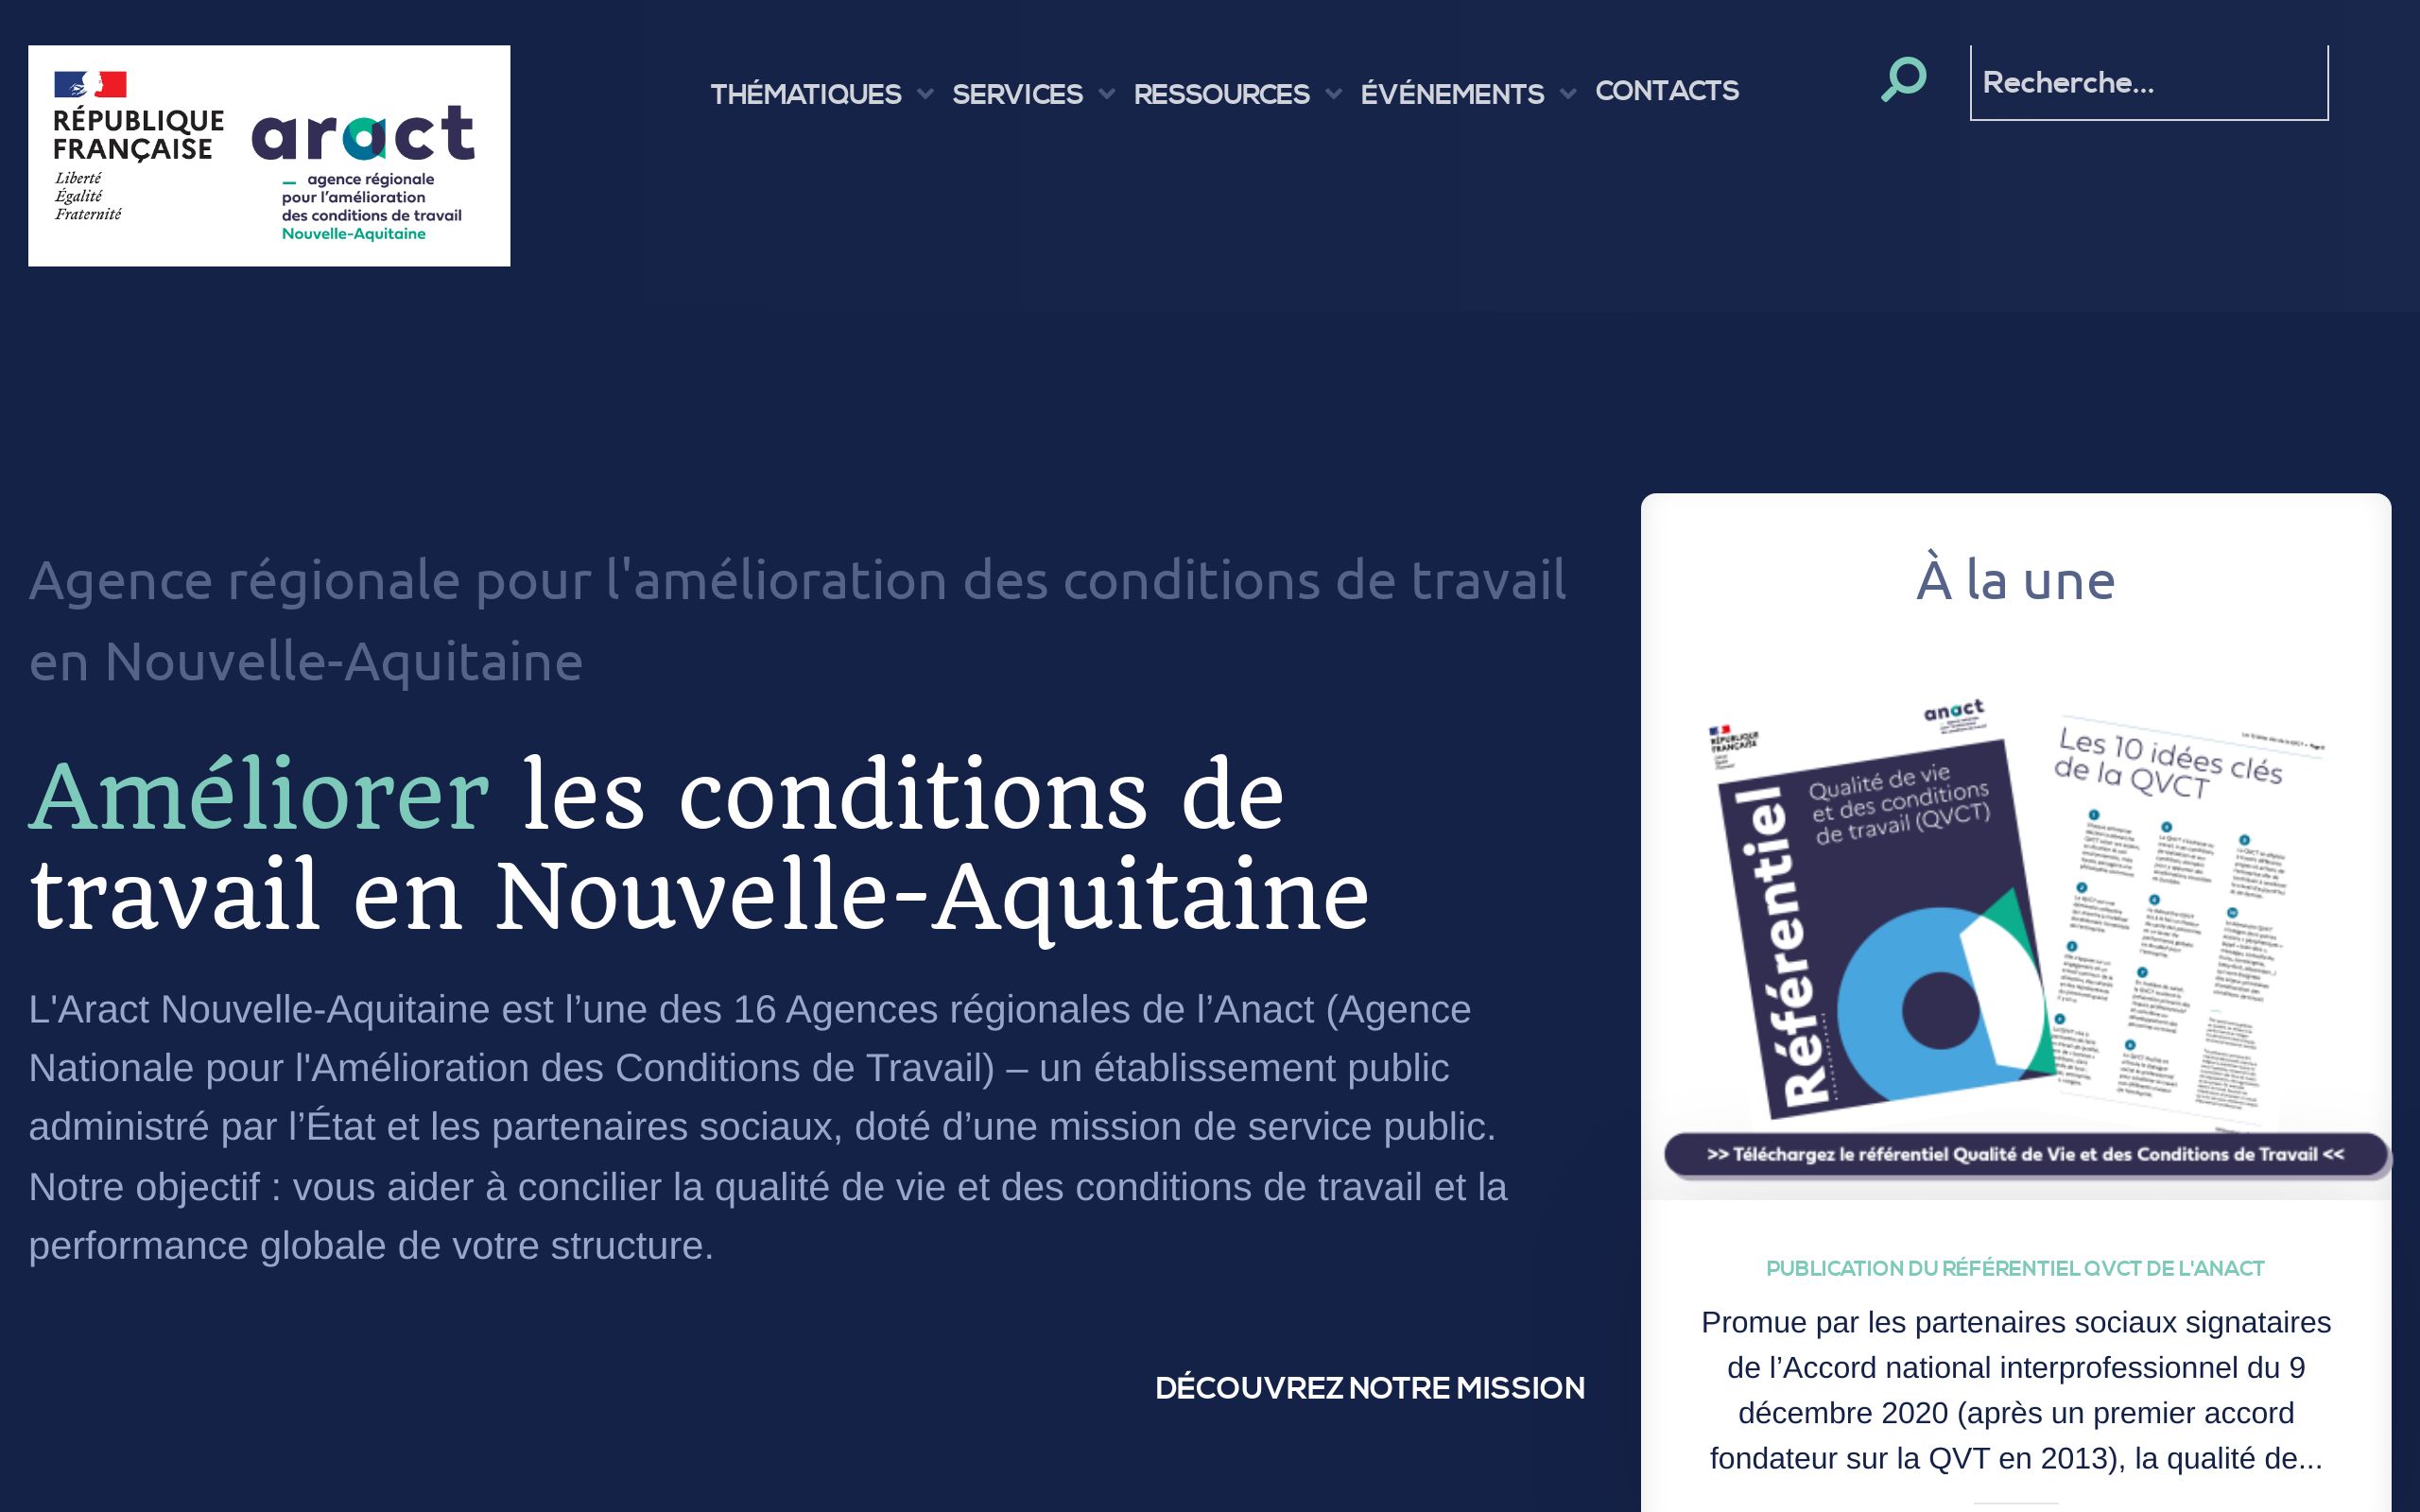 RÉPUBLIQUE
FRANÇAISE
Liberté
Égalité
Fraternité
aract
_ agence régionale
pour l’amélioration
des conditions de travail
Nouvelle-Aquitaine
THÉMATIQUES SERVICES RESSOURCES ÉVÉNEMENTS CONTACTS
Recherche...
Agence régionale pour l'amélioration des conditions de travail
en Nouvelle-Aquitaine
Améliorer les conditions de
travail en Nouvelle-Aquitaine
L'Aract Nouvelle-Aquitaine est l’une des 16 Agences régionales de l’Anact (Agence
Nationale pour l'Amélioration des Conditions de Travail) – un établissement public
administré par l’État et les partenaires sociaux, doté d’une mission de service public.
Notre objectif : vous aider à concilier la qualité de vie et des conditions de travail et la
performance globale de votre structure.
DÉCOUVREZ NOTRE MISSION
À la une
RÉPUBLIQUE
FRANÇAISE
anact
Référentiel
Qualité de vie
et des conditions
de travail (QVCT)
Les 10 idées clés
de la QVCT
>> Téléchargez le référentiel Qualité de Vie et des Conditions de Travail <<
PUBLICATION DU RÉFÉRENTIEL QVCT DE L'ANACT
Promue par les partenaires sociaux signataires
de l’Accord national interprofessionnel du 9
décembre 2020 (après un premier accord
fondateur sur la QVT en 2013), la qualité de...